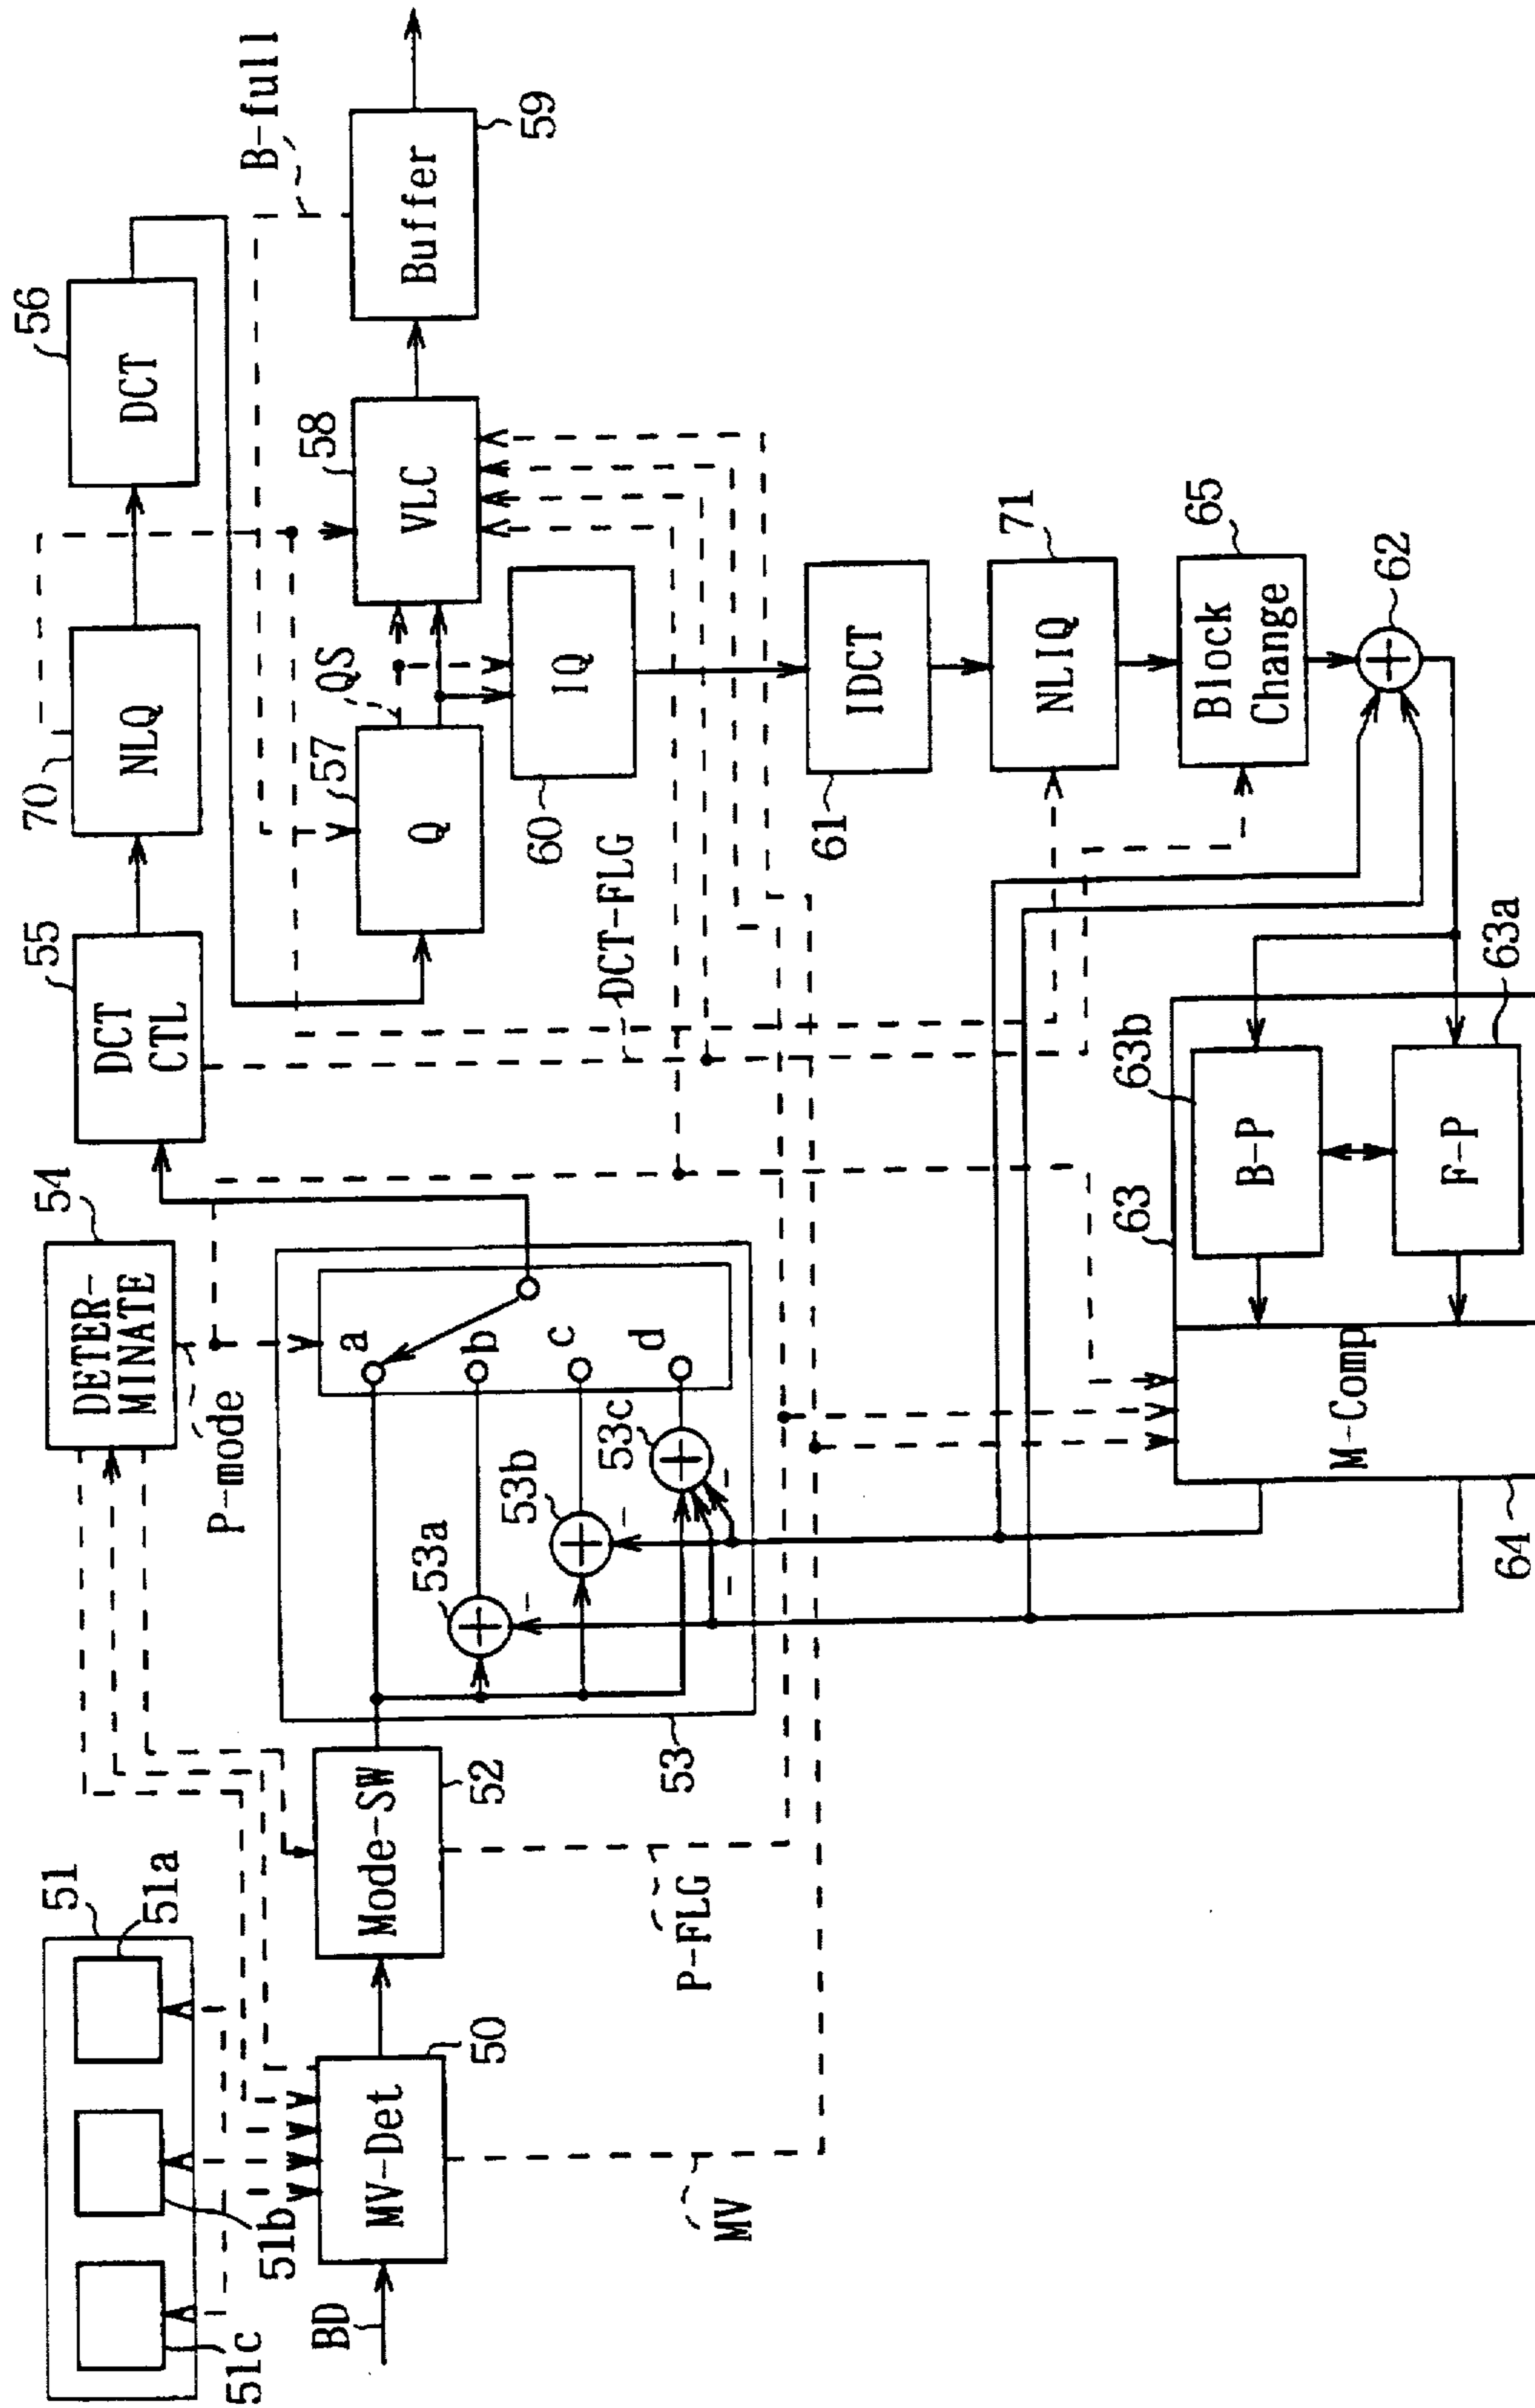 51
51a
51b
51c
BD
MV-Det
50
MV
Mode-SW
52
P-FLG
DETER-
MINATE
54
P-mode
a
b
c
d
53a
53b
53c
53
DCT
CTL
55
DCT-FLG
NLQ
70
DCT
56
Q
57
QS
VLC
58
Buffer
59
B-full
IQ
60
IDCT
61
NLIQ
71
Block
Change
65
62
63
B-P
63b
F-P
63a
M-Comp
64